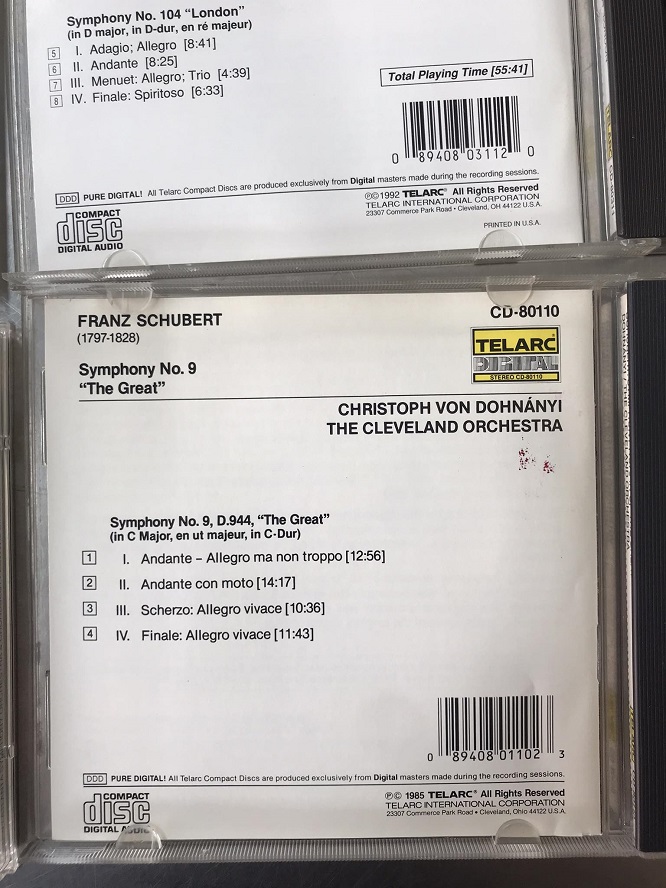 Symphony No. 104 “London”
(in D major, in D-dur, en ré majeur)
5 I. Adagio; Allegro [8:41]
6 II. Andante [8:25]
7 III. Menuet: Allegro; Trio [4:39]
8 IV. Finale: Spiritoso [6:33]
Total Playing Time [55:41]
0 89408 03112 0
DDD PURE DIGITAL! All Telarc Compact Discs are produced exclusively from Digital masters made during the recording sessions.
COMPACT
disc
DIGITAL AUDIO
℗© 1992 TELARC® All Rights Reserved
TELARC INTERNATIONAL CORPORATION
23307 Commerce Park Road • Cleveland, OH 44122 U.S.A.
PRINTED IN U.S.A.
FRANZ SCHUBERT
(1797-1828)
CD-80110
Symphony No. 9
“The Great”
TELARC®
DIGITAL
STEREO CD-80110
CHRISTOPH VON DOHNÁNYI
THE CLEVELAND ORCHESTRA
Symphony No. 9, D.944, “The Great”
(in C Major, en ut majeur, in C-Dur)
1 I. Andante – Allegro ma non troppo [12:56]
2 II. Andante con moto [14:17]
3 III. Scherzo: Allegro vivace [10:36]
4 IV. Finale: Allegro vivace [11:43]
0 89408 01102 3
DDD PURE DIGITAL! All Telarc Compact Discs are produced exclusively from Digital masters made during the recording sessions.
COMPACT
disc
DIGITAL AUDIO
℗© 1985 TELARC® All Rights Reserved
TELARC INTERNATIONAL CORPORATION
23307 Commerce Park Road • Cleveland, Ohio 44122 U.S.A.